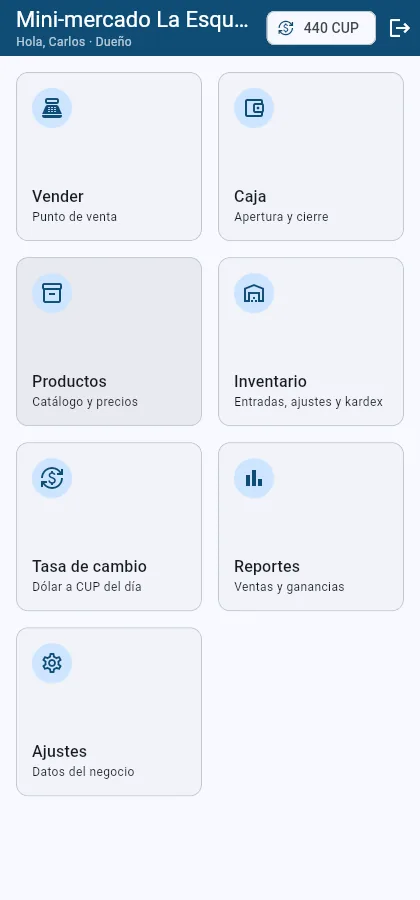 Mini-mercado La Esqu...
Hola, Carlos · Dueño
440 CUP
Vender
Punto de venta
Caja
Apertura y cierre
Productos
Catálogo y precios
Inventario
Entradas, ajustes y kardex
Tasa de cambio
Dólar a CUP del día
Reportes
Ventas y ganancias
Ajustes
Datos del negocio